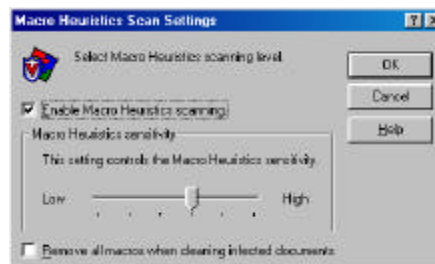 Macro Heuristics Scan Settings
Select Macro Heuristics scanning level.
OK
Cancel
Help
Enable Macro Heuristics scanning
Macro Heuristics sensitivity
This setting controls the Macro Heuristics sensitivity
Low High
Remove all macros when cleaning infected documents